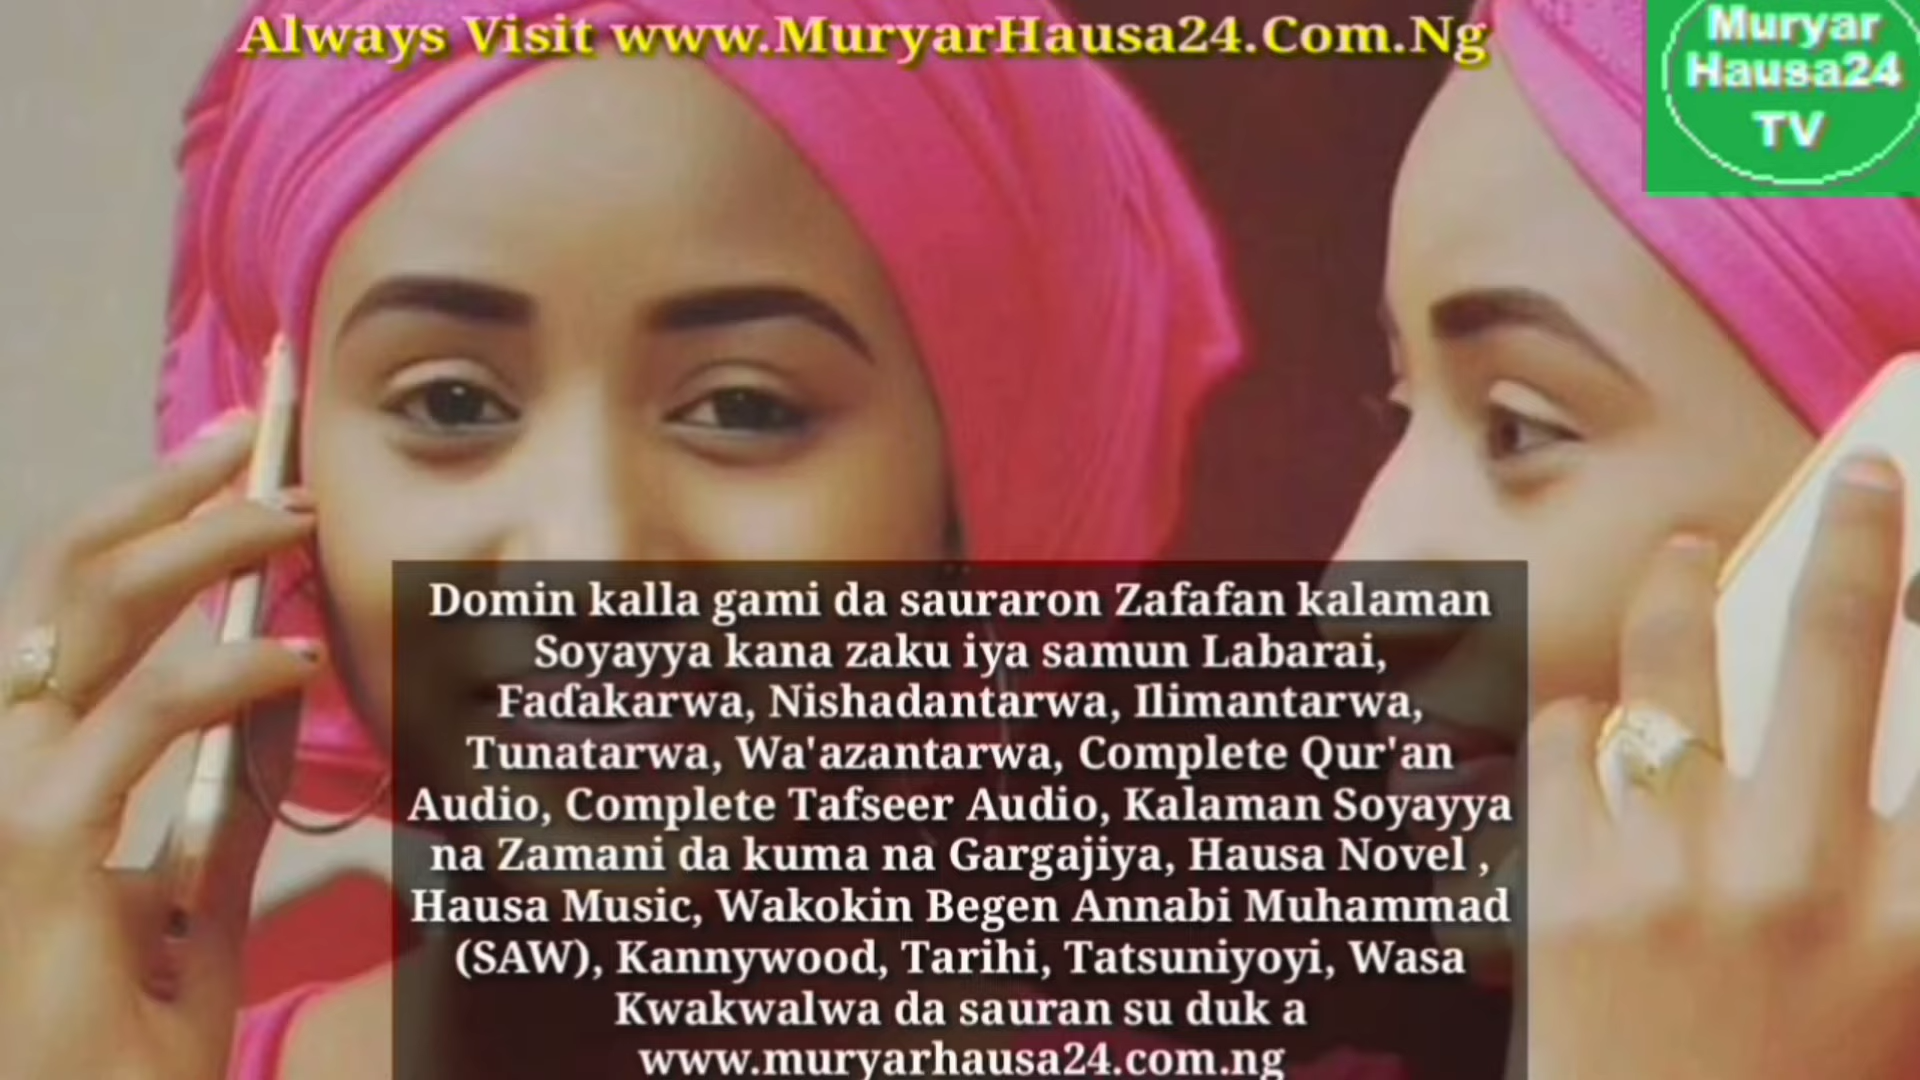 Always Visit www.MuryarHausa24.Com.Ng
Muryar
Hausa24
TV
Domin kalla gami da sauraron Zafafan kalaman
Soyayya kana zaku iya samun Labarai,
Faɗakarwa, Nishadantarwa, Ilimantarwa,
Tunatarwa, Wa'azantarwa, Complete Qur'an
Audio, Complete Tafseer Audio, Kalaman Soyayya
na Zamani da kuma na Gargajiya, Hausa Novel ,
Hausa Music, Wakokin Begen Annabi Muhammad
(SAW), Kannywood, Tarihi, Tatsuniyoyi, Wasa
Kwakwalwa da sauran su duk a
www.muryarhausa24.com.ng